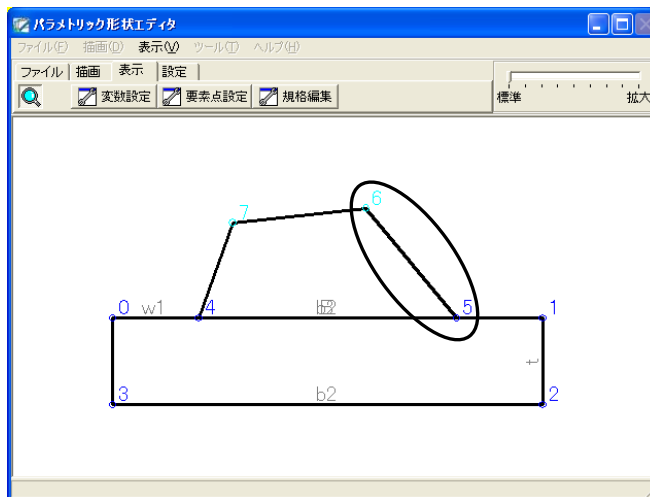 パラメトリック形状エディタ
ファイル(F) 描画(D) 表示(V) ツール(T) ヘルプ(H)
ファイル 描画 表示 設定
変数設定 要素点設定 規格編集
標準 拡大
7 6
0 w1 4 5 1
t
3 b2 2